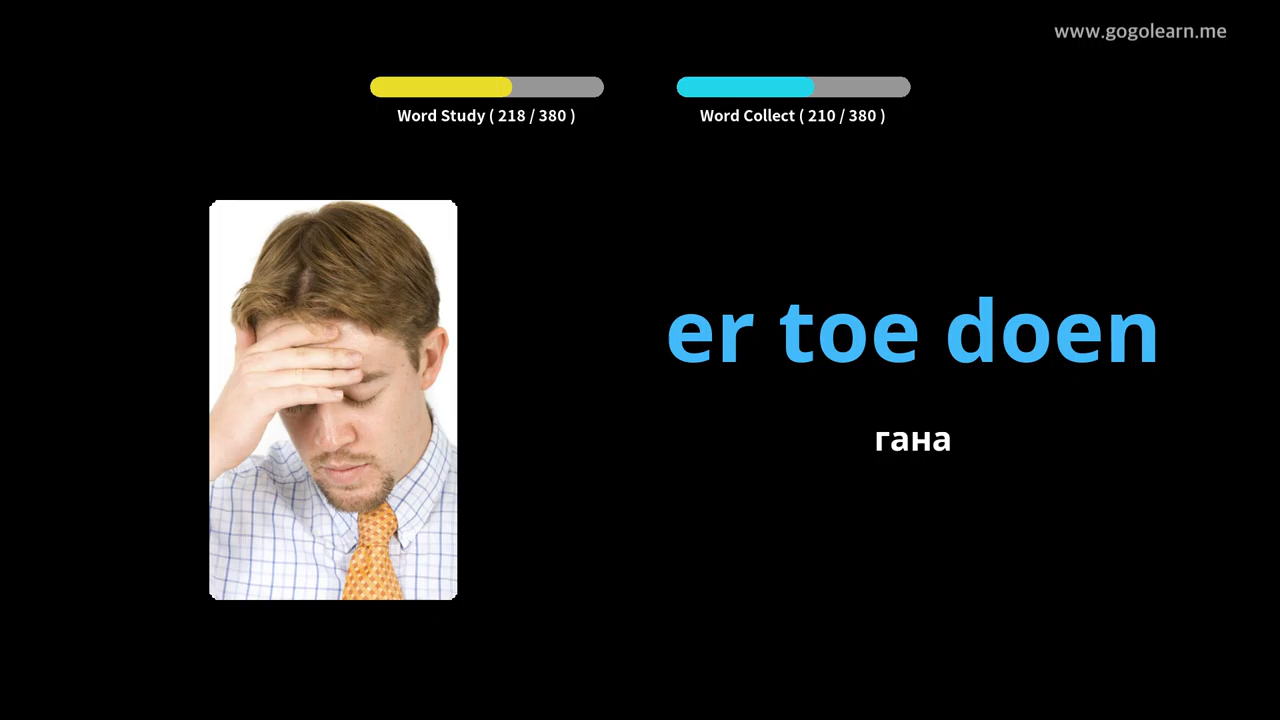 www.gogolearn.me
Word Study ( 218 / 380 )
Word Collect ( 210 / 380 )
er toe doen
гана